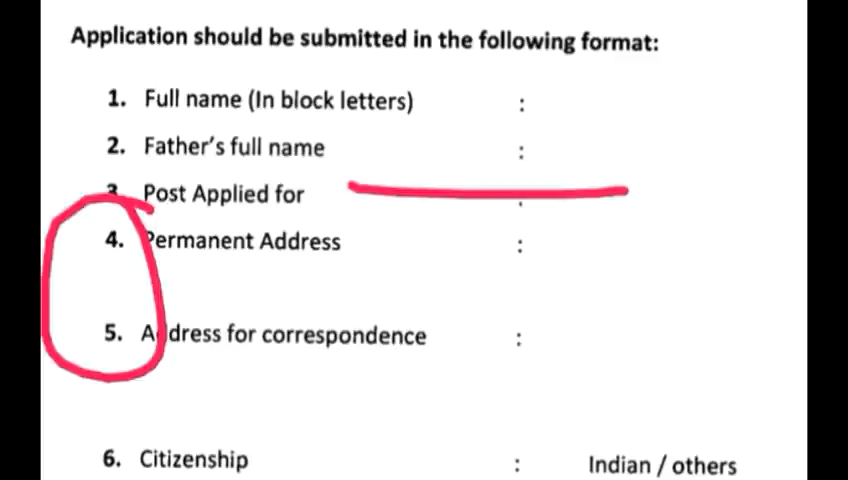 Application should be submitted in the following format:
1. Full name (In block letters) :
2. Father's full name :
3. Post Applied for :
4. Permanent Address :
5. Address for correspondence :
6. Citizenship : Indian / others